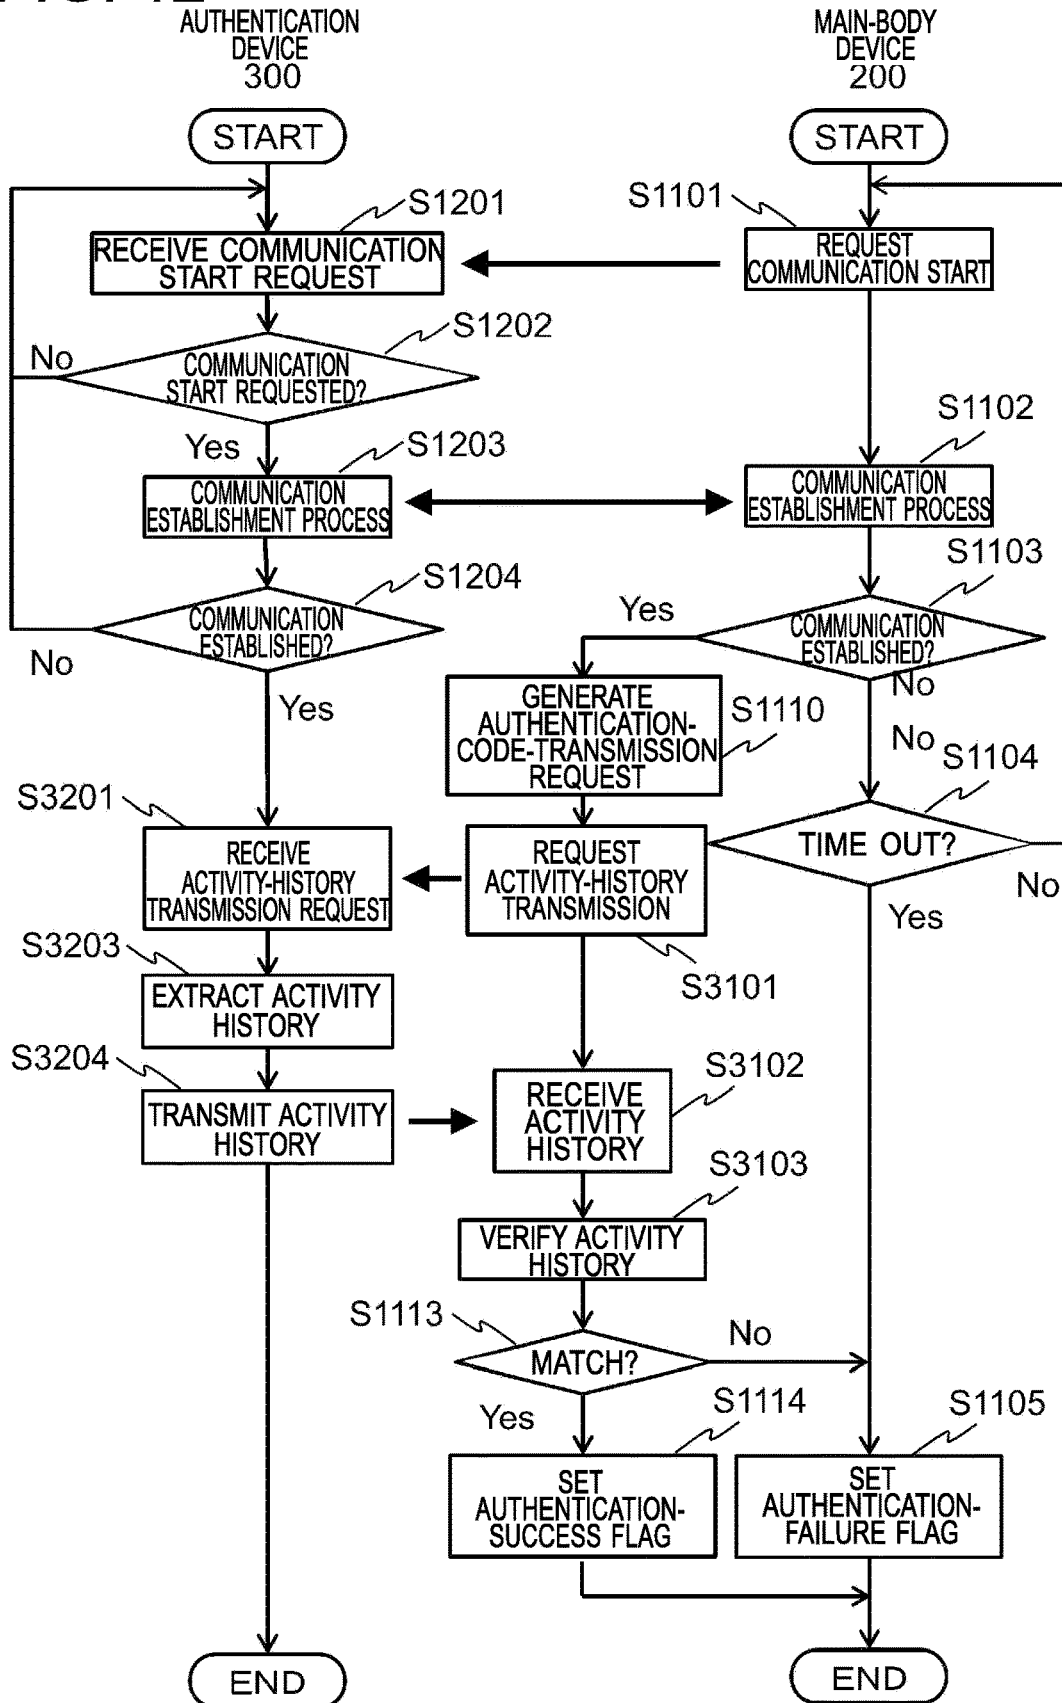 AUTHENTICATION
DEVICE
300
MAIN-BODY
DEVICE
200
START
START
S1201
S1101
RECEIVE COMMUNICATION
START REQUEST
REQUEST
COMMUNICATION START
S1202
No
COMMUNICATION
START REQUESTED?
S1102
Yes
S1203
COMMUNICATION
ESTABLISHMENT PROCESS
COMMUNICATION
ESTABLISHMENT PROCESS
S1103
S1204
Yes
COMMUNICATION
ESTABLISHED?
COMMUNICATION
ESTABLISHED?
No
No
Yes
GENERATE
AUTHENTICATION-
CODE-TRANSMISSION
REQUEST
S1110
No
S1104
S3201
RECEIVE
ACTIVITY-HISTORY
TRANSMISSION REQUEST
REQUEST
ACTIVITY-HISTORY
TRANSMISSION
TIME OUT?
No
Yes
S3203
S3101
EXTRACT ACTIVITY
HISTORY
S3204
S3102
TRANSMIT ACTIVITY
HISTORY
RECEIVE
ACTIVITY
HISTORY
S3103
VERIFY ACTIVITY
HISTORY
S1113
No
MATCH?
Yes
S1114
S1105
SET
AUTHENTICATION-
SUCCESS FLAG
SET
AUTHENTICATION-
FAILURE FLAG
END
END